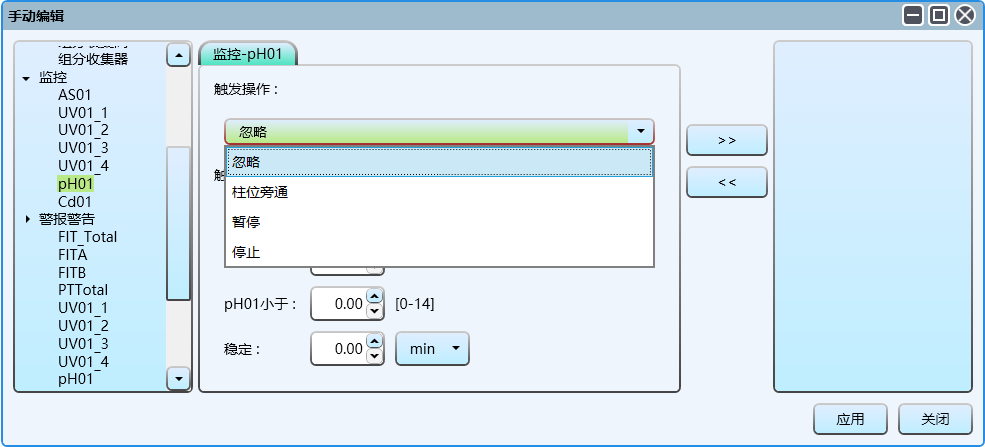 手动编辑
组分收集器
监控
AS01
UV01_1
UV01_2
UV01_3
UV01_4
pH01
Cd01
警报警告
FIT_Total
FITA
FITB
PTTotal
UV01_1
UV01_2
UV01_3
UV01_4
pH01
监控-pH01
触发操作：
忽略
忽略
柱位旁通
暂停
停止
pH01小于： 0.00 [0-14]
稳定： 0.00 min
>>
<<
应用 关闭